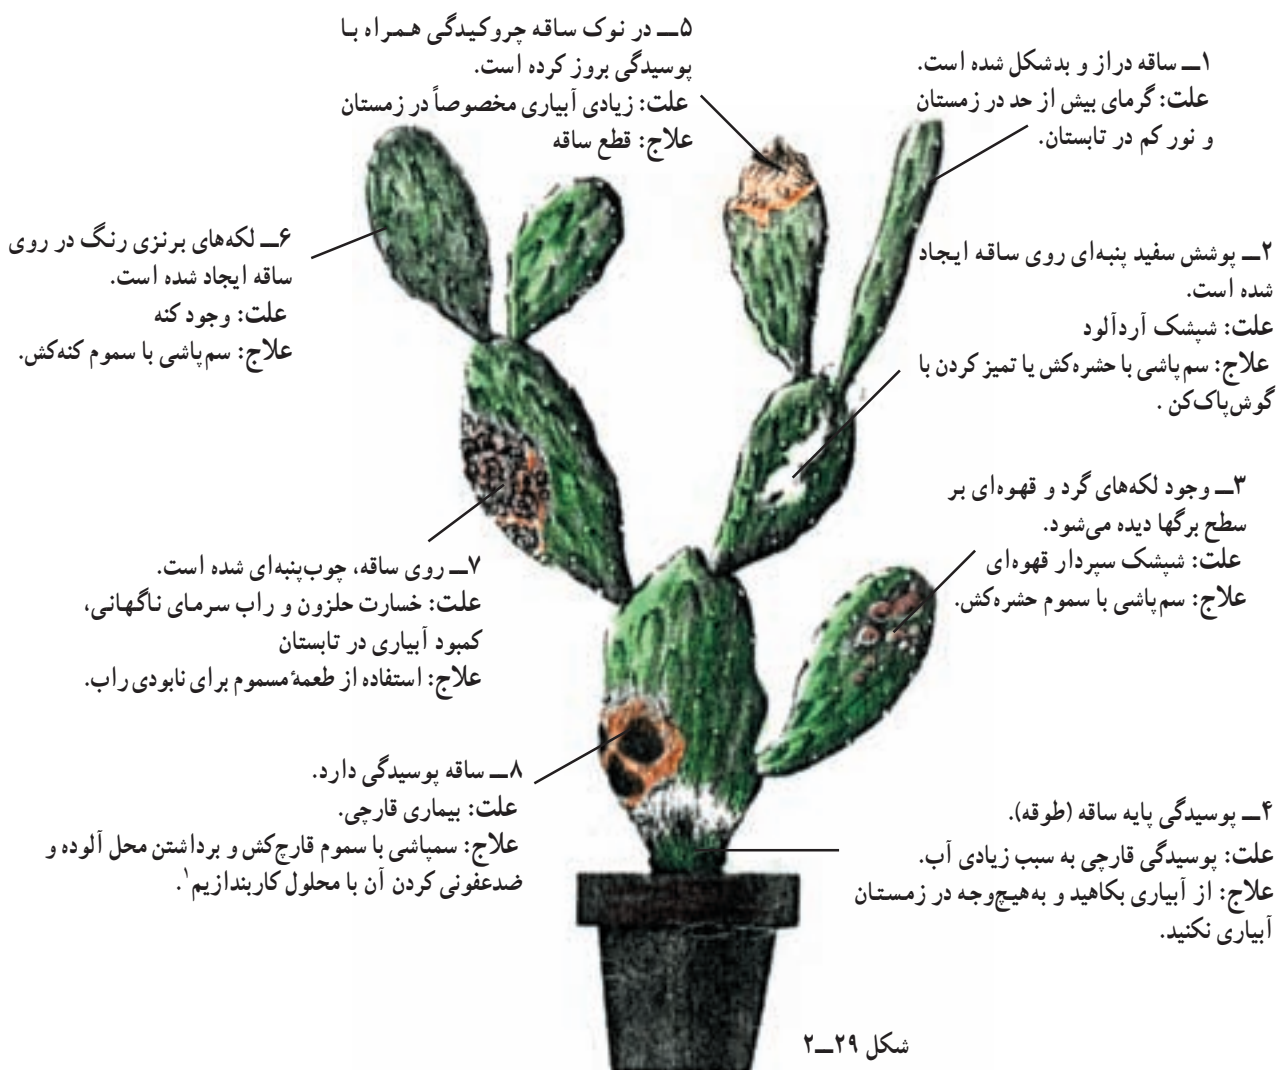 ۱ــ ساقه دراز و بدشکل شده است.
علت: گرمای بیش از حد در زمستان
و نور کم در تابستان.
۲ــ پوشش سفید پنبه‌ای روی ساقه ایجاد
شده است.
علت: شپشک آردآلود
علاج: سم‌پاشی با حشره‌کش یا تمیز کردن با
گوش‌پاک‌کن .
۳ــ وجود لکه‌های گرد و قهوه‌ای بر
سطح برگها دیده می‌شود.
علت: شپشک سپردار قهوه‌ای
علاج: سم‌پاشی با سموم حشره‌کش.
۴ــ پوسیدگی پایه ساقه (طوقه).
علت: پوسیدگی قارچی به سبب زیادی آب.
علاج: از آبیاری بکاهید و به‌هیچ‌وجه در زمستان
آبیاری نکنید.
۵ــ در نوک ساقه چروکیدگی همراه با
پوسیدگی بروز کرده است.
علت: زیادی آبیاری مخصوصاً در زمستان
علاج: قطع ساقه
۶ــ لکه‌های برنزی رنگ در روی
ساقه ایجاد شده است.
علت: وجود کنه
علاج: سم‌پاشی با سموم کنه‌کش.
۷ــ روی ساقه، چوب‌پنبه‌ای شده است.
علت: خسارت حلزون و راب سرمای ناگهانی،
کمبود آبیاری در تابستان
علاج: استفاده از طعمهٔ مسموم برای نابودی راب.
۸ــ ساقه پوسیدگی دارد.
علت: بیماری قارچی.
علاج: سمپاشی با سموم قارچ‌کش و برداشتن محل آلوده و
ضدعفونی کردن آن با محلول کاربندازیم۱.
شکل ۲۹ــ۲